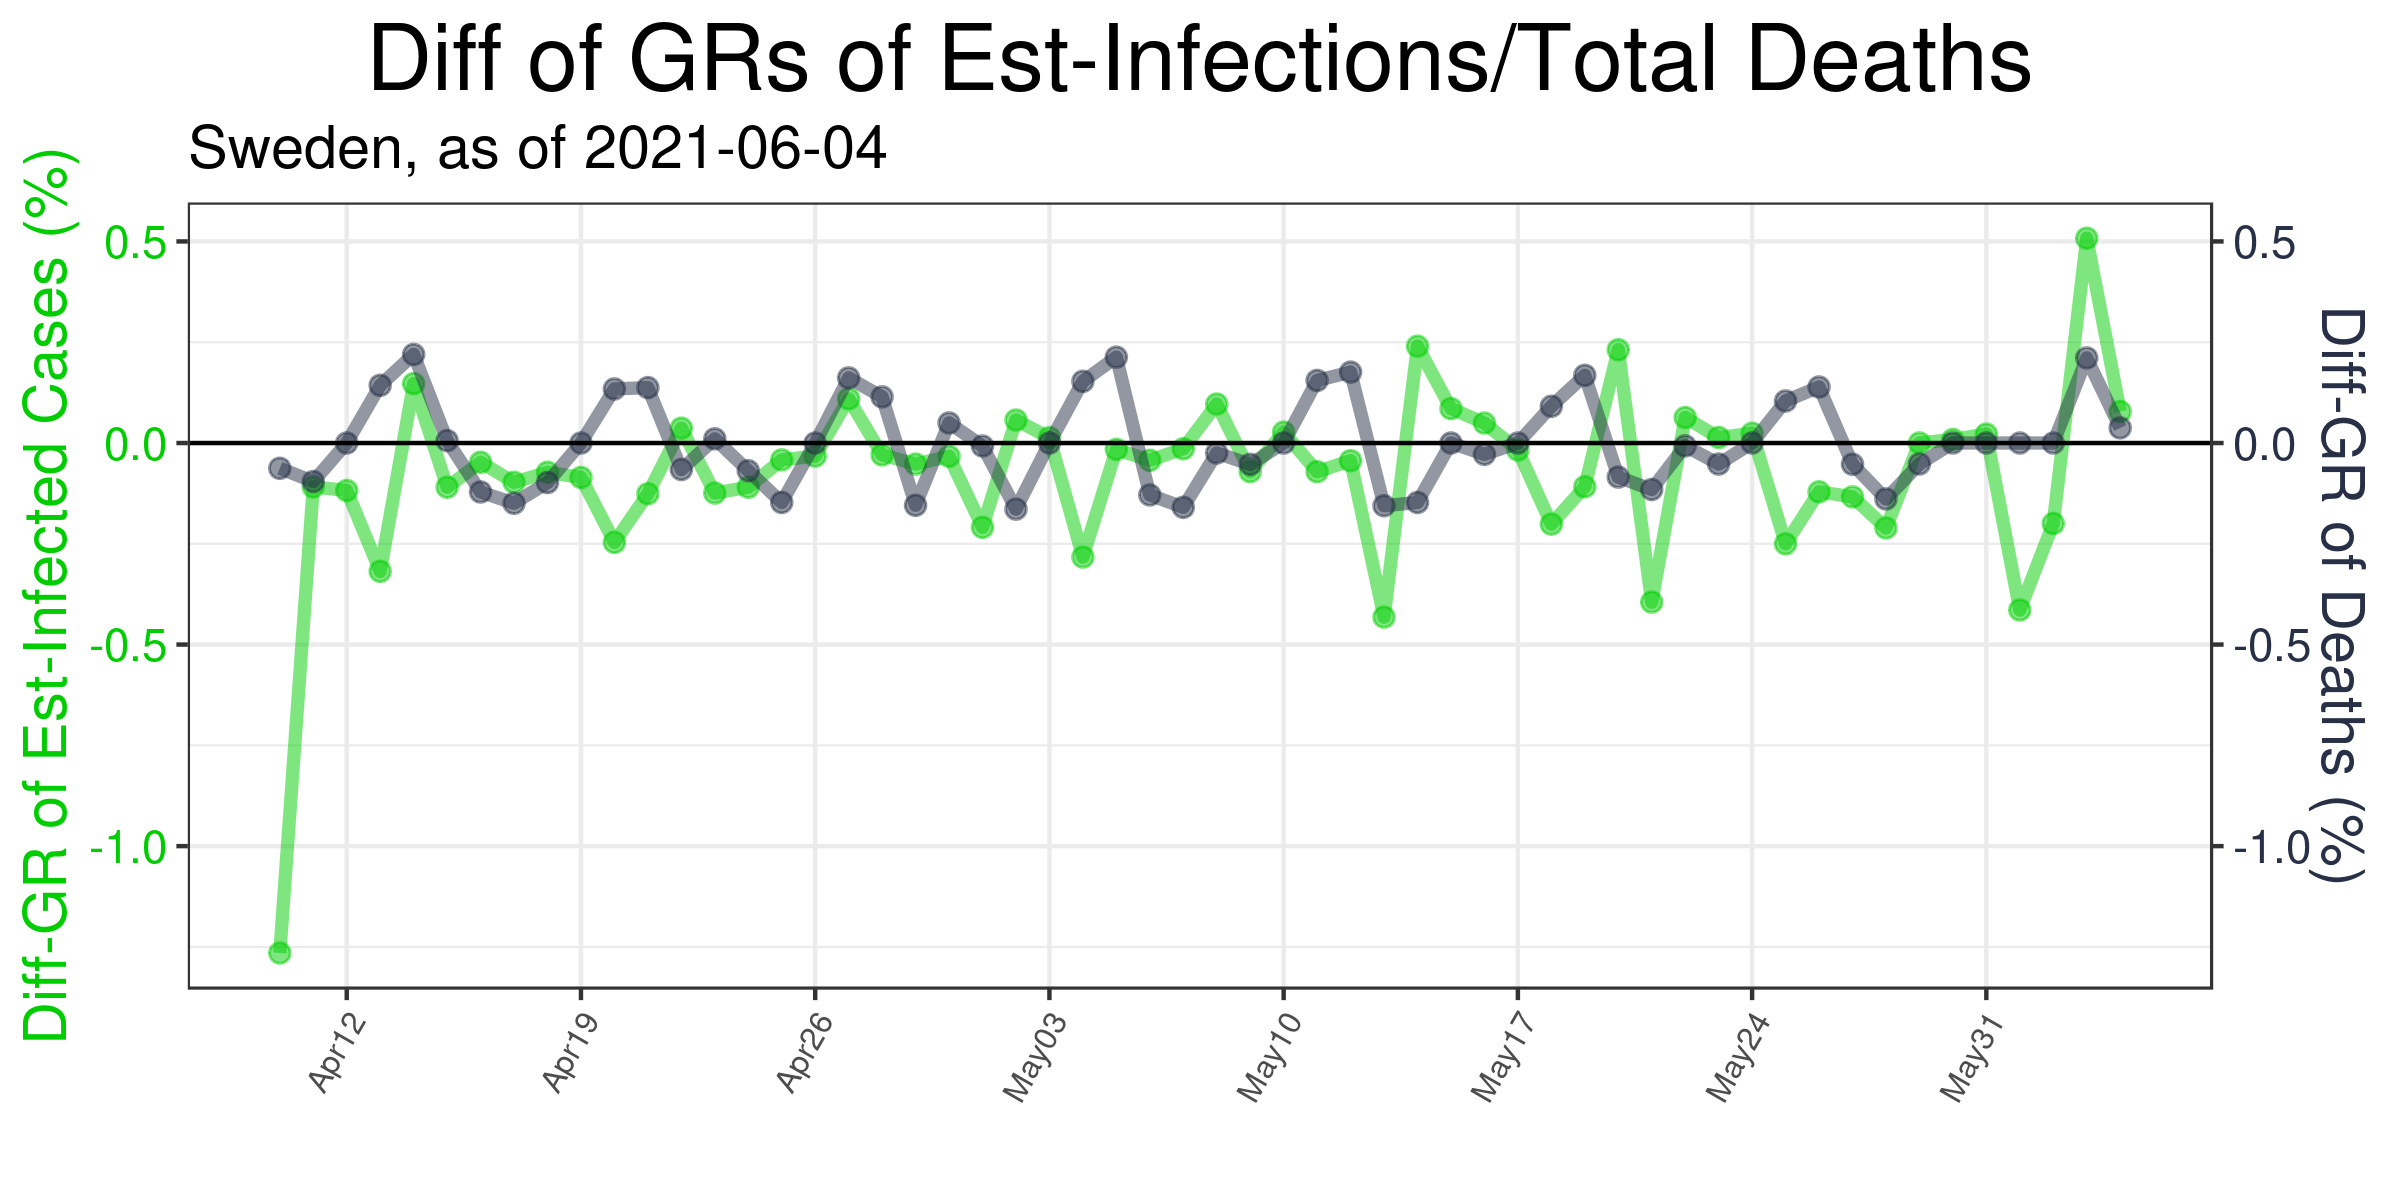 Diff of GRs of Est-Infections/Total Deaths
Sweden, as of 2021-06-04
Diff-GR of Est-Infected Cases (%)
0.5
0.0
-0.5
-1.0
0.5
0.0
-0.5
-1.0
Diff-GR of Deaths (%)
Apr12
Apr19
Apr26
May03
May10
May17
May24
May31